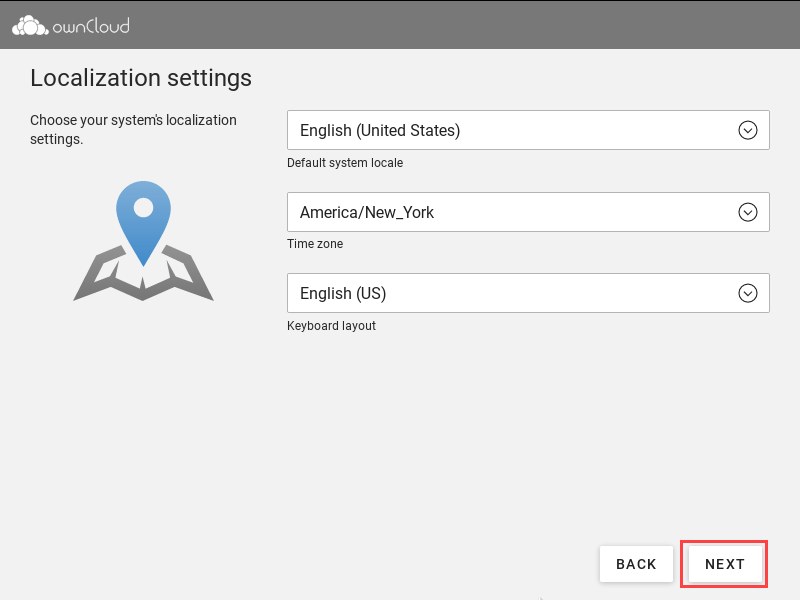 ownCloud
Localization settings
Choose your system's localization
settings.
English (United States)
Default system locale
America/New_York
Time zone
English (US)
Keyboard layout
BACK
NEXT